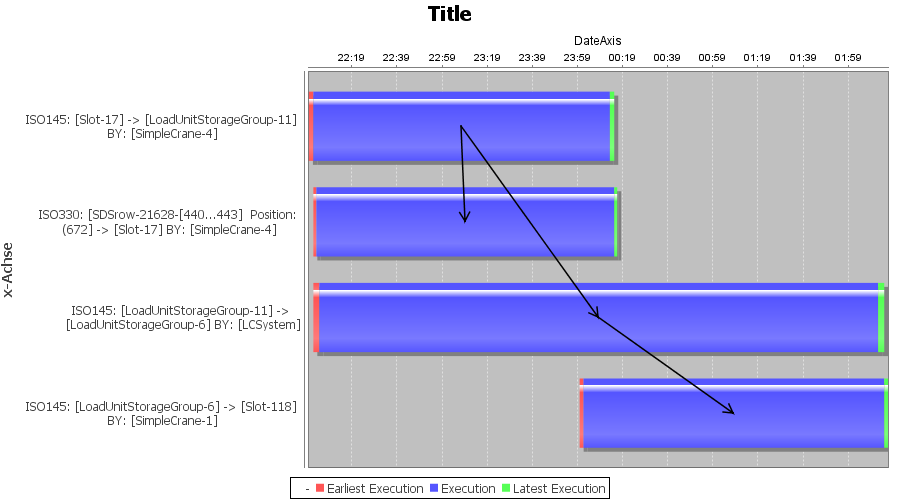 Title
DateAxis
22:19 22:39 22:59 23:19 23:39 23:59 00:19 00:39 00:59 01:19 01:39 01:59
x-Achse
ISO145: [Slot-17] -> [LoadUnitStorageGroup-11]
BY: [SimpleCrane-4]
ISO330: [SDSrow-21628-[440...443] Position:
(672] -> [Slot-17] BY: [SimpleCrane-4]
ISO145: [LoadUnitStorageGroup-11] ->
[LoadUnitStorageGroup-6] BY: [LCSystem]
ISO145: [LoadUnitStorageGroup-6] -> [Slot-118]
BY: [SimpleCrane-1]
- Earliest Execution Execution Latest Execution